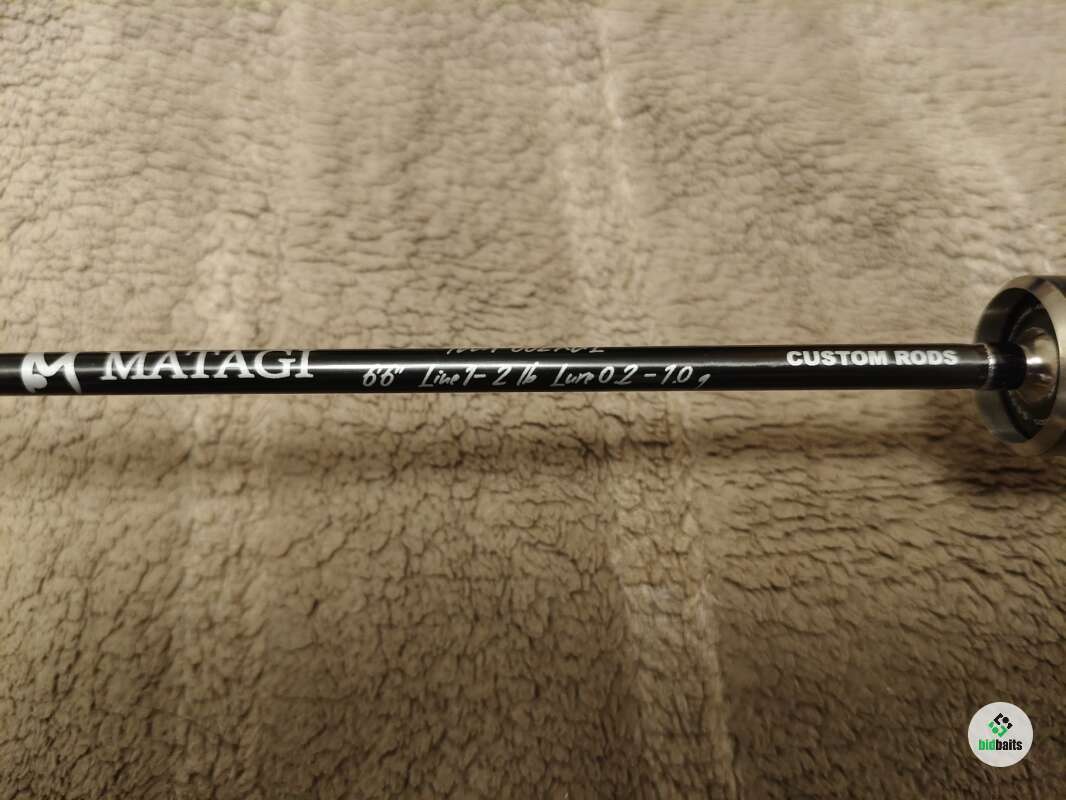 MATAGI
6'6" Line 1-2 lb Lure 0.2-1.0 g
CUSTOM RODS
bidbaits